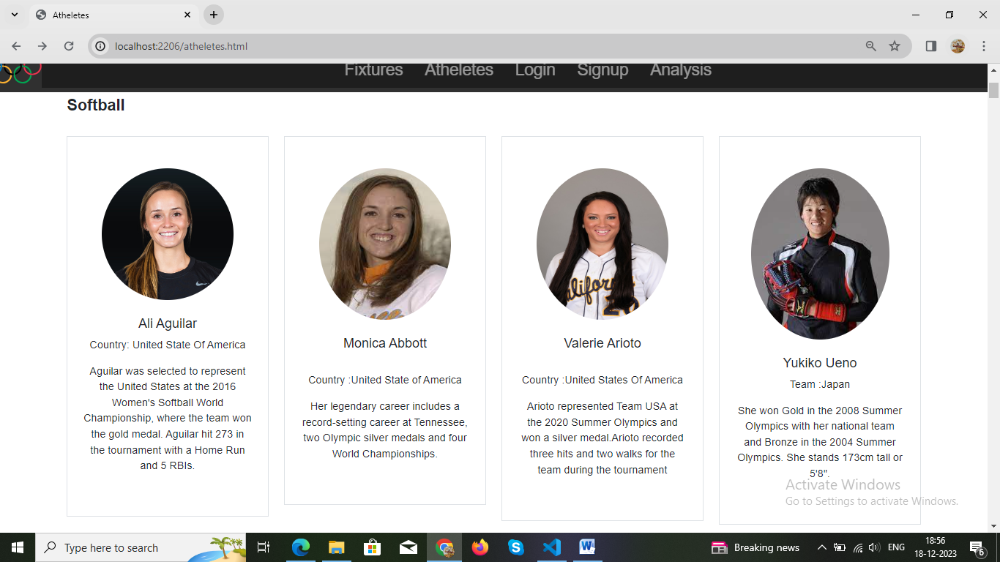 Atheletes
localhost:2206/atheletes.html
Fixtures Atheletes Login Signup Analysis
Softball
Ali Aguilar
Country: United State Of America
Aguilar was selected to represent
the United States at the 2016
Women's Softball World
Championship, where the team won
the gold medal. Aguilar hit 273 in
the tournament with a Home Run
and 5 RBIs.
Monica Abbott
Country :United State of America
Her legendary career includes a
record-setting career at Tennessee,
two Olympic silver medals and four
World Championships.
alifor
Valerie Arioto
Country :United States Of America
Arioto represented Team USA at
the 2020 Summer Olympics and
won a silver medal.Arioto recorded
three hits and two walks for the
team during the tournament
Yukiko Ueno
Team :Japan
She won Gold in the 2008 Summer
Olympics with her national team
and Bronze in the 2004 Summer
Olympics. She stands 173cm tall or
5'8".
Activate Windows
Go to Settings to activate Windows.
Type here to search
Breaking news
ENG
18:56
18-12-2023
6